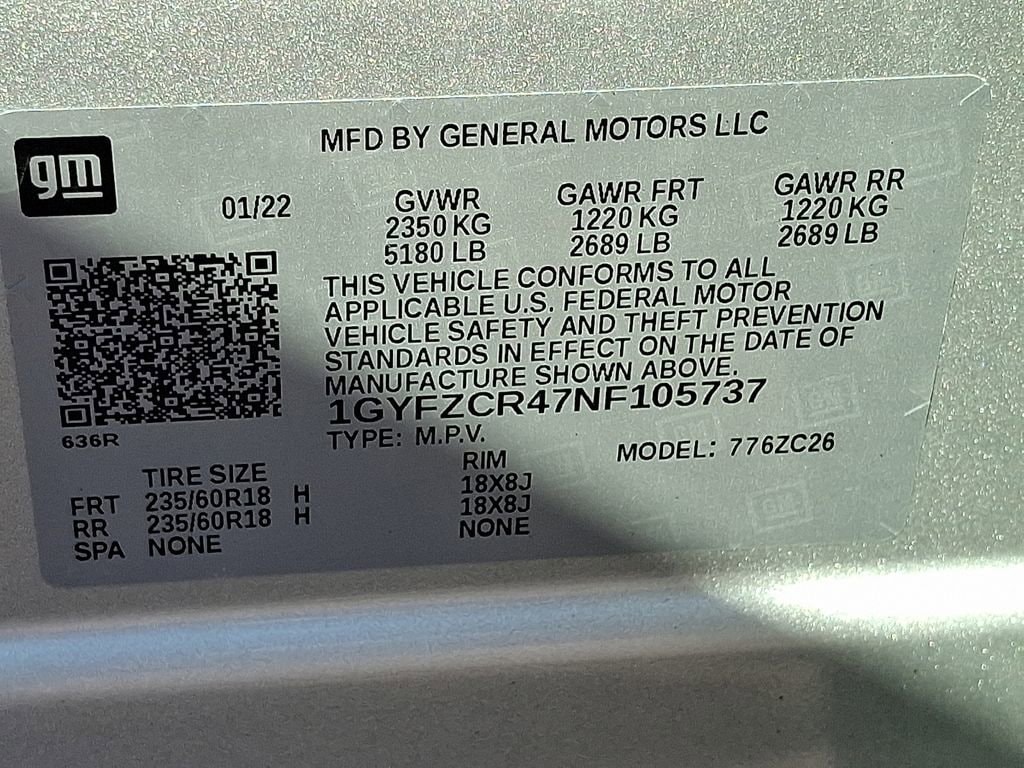 MFD BY GENERAL MOTORS LLC
gm
01/22 GVWR GAWR FRT GAWR RR
2350 KG 1220 KG 1220 KG
5180 LB 2689 LB 2689 LB
THIS VEHICLE CONFORMS TO ALL
APPLICABLE U.S. FEDERAL MOTOR
VEHICLE SAFETY AND THEFT PREVENTION
STANDARDS IN EFFECT ON THE DATE OF
MANUFACTURE SHOWN ABOVE.
1GYFZCR47NF105737
636R
TYPE: M.P.V. MODEL: 776ZC26
TIRE SIZE RIM
FRT 235/60R18 H 18X8J
RR 235/60R18 H 18X8J
SPA NONE NONE